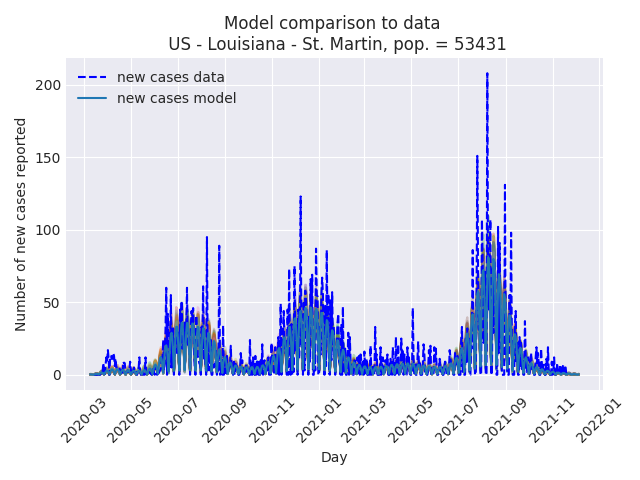 Model comparison to data
US - Louisiana - St. Martin, pop. = 53431
new cases data
new cases model
Number of new cases reported
200
150
100
50
0
2020-03
2020-05
2020-07
2020-09
2020-11
2021-01
2021-03
2021-05
2021-07
2021-09
2021-11
2022-01
Day